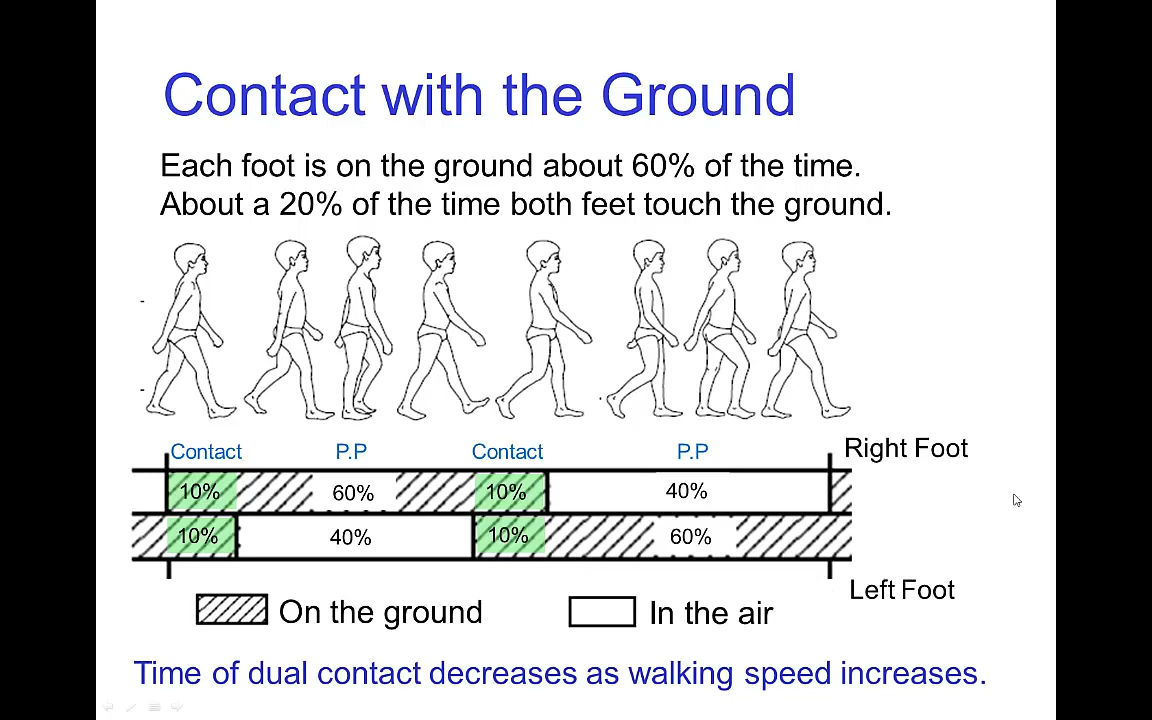 Contact with the Ground
Each foot is on the ground about 60% of the time.
About a 20% of the time both feet touch the ground.
Contact P.P Contact P.P Right Foot
10% 60% 10% 40%
10% 40% 10% 60%
Left Foot
On the ground In the air
Time of dual contact decreases as walking speed increases.